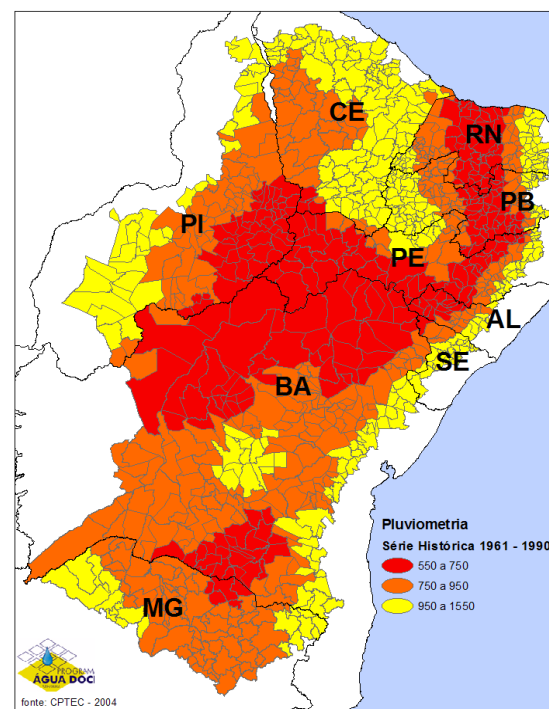 CE
RN
PB
PI
PE
AL
SE
BA
MG
Pluviometria
Série Histórica 1961 - 1990
550 a 750
750 a 950
950 a 1550
PROGRAM
ÁGUA DOCE
fonte: CPTEC - 2004